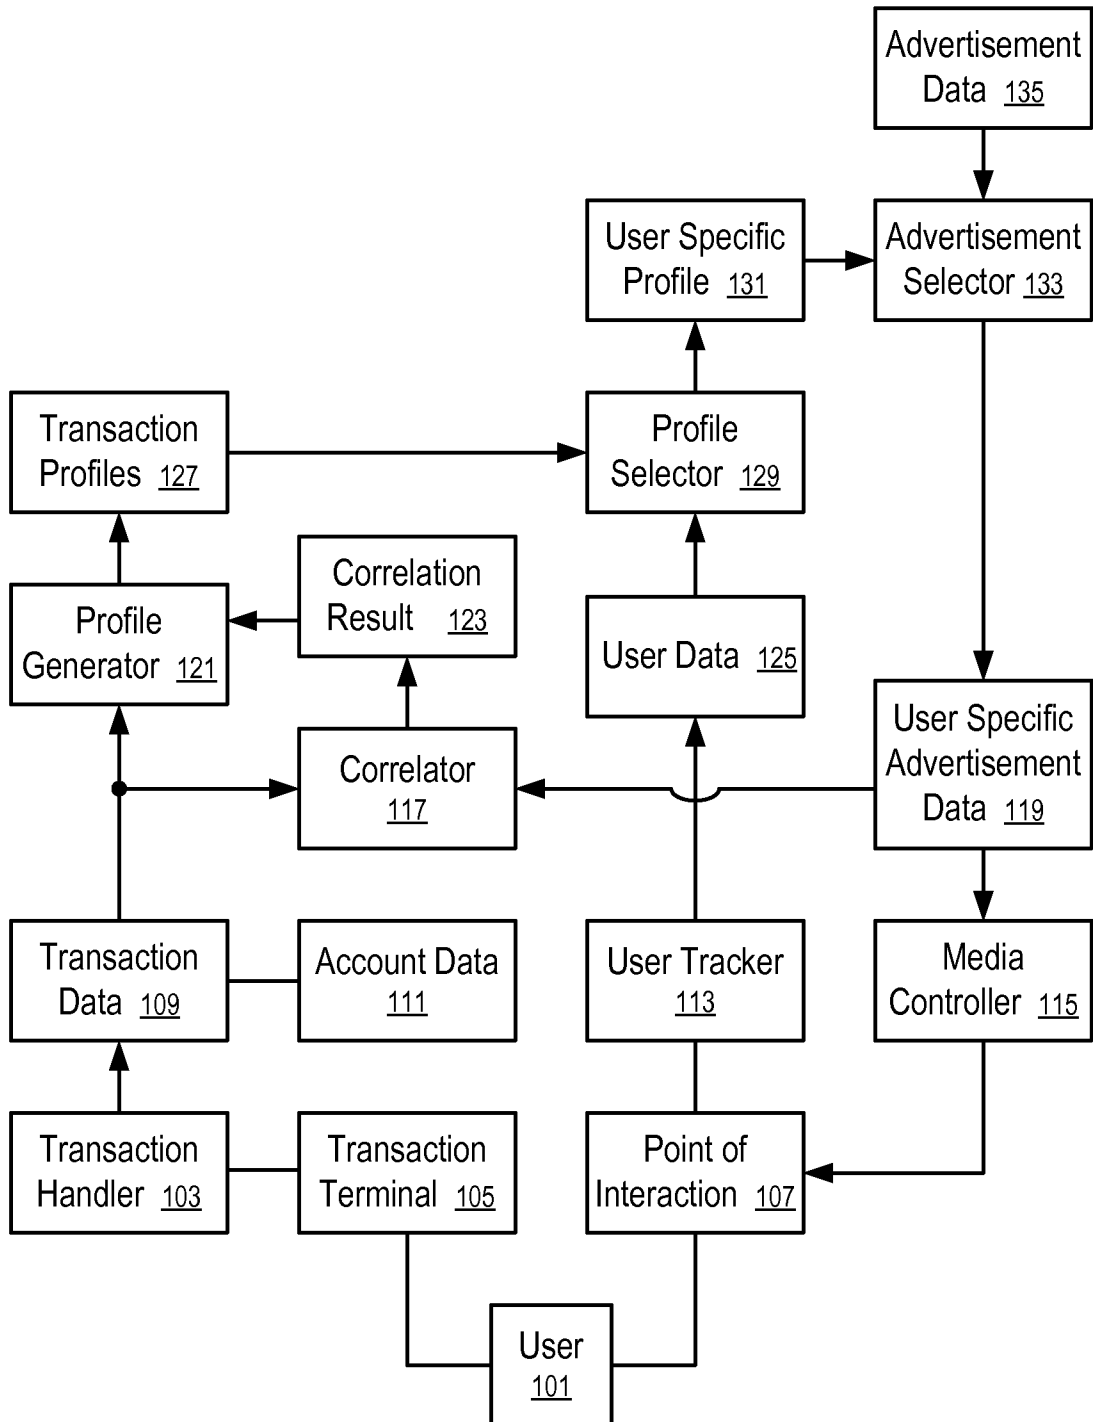 Advertisement
Data 135
User Specific
Profile 131
Advertisement
Selector 133
Transaction
Profiles 127
Profile
Selector 129
Correlation
Result 123
Profile
Generator 121
User Data 125
User Specific
Advertisement
Data 119
Correlator
117
Transaction
Data 109
Account Data
111
User Tracker
113
Media
Controller 115
Transaction
Handler 103
Transaction
Terminal 105
Point of
Interaction 107
User
101